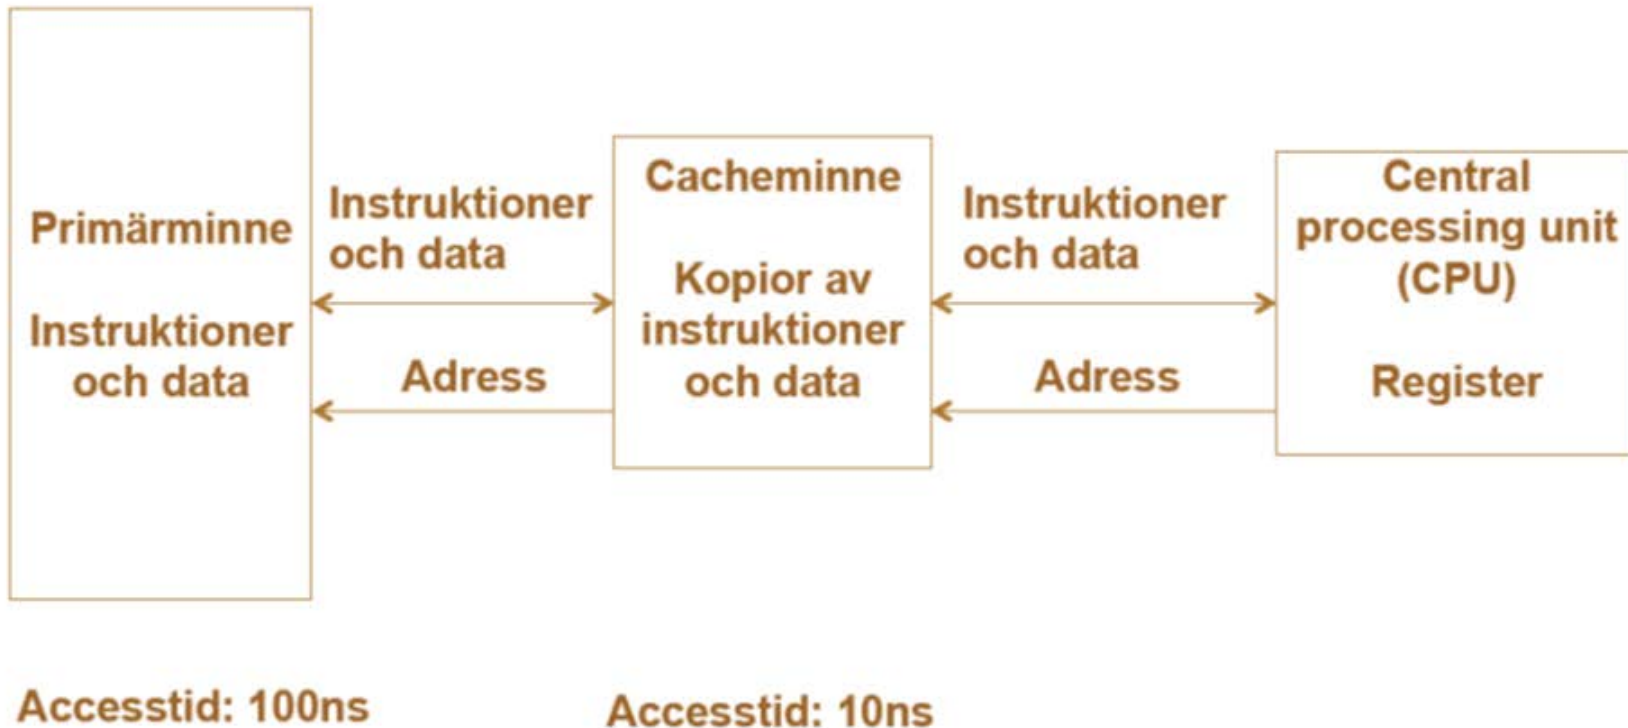 Primärminne
Instruktioner
och data
Instruktioner
och data
Adress
Cacheminne
Kopior av
instruktioner
och data
Instruktioner
och data
Adress
Central
processing unit
(CPU)
Register
Accesstid: 100ns
Accesstid: 10ns